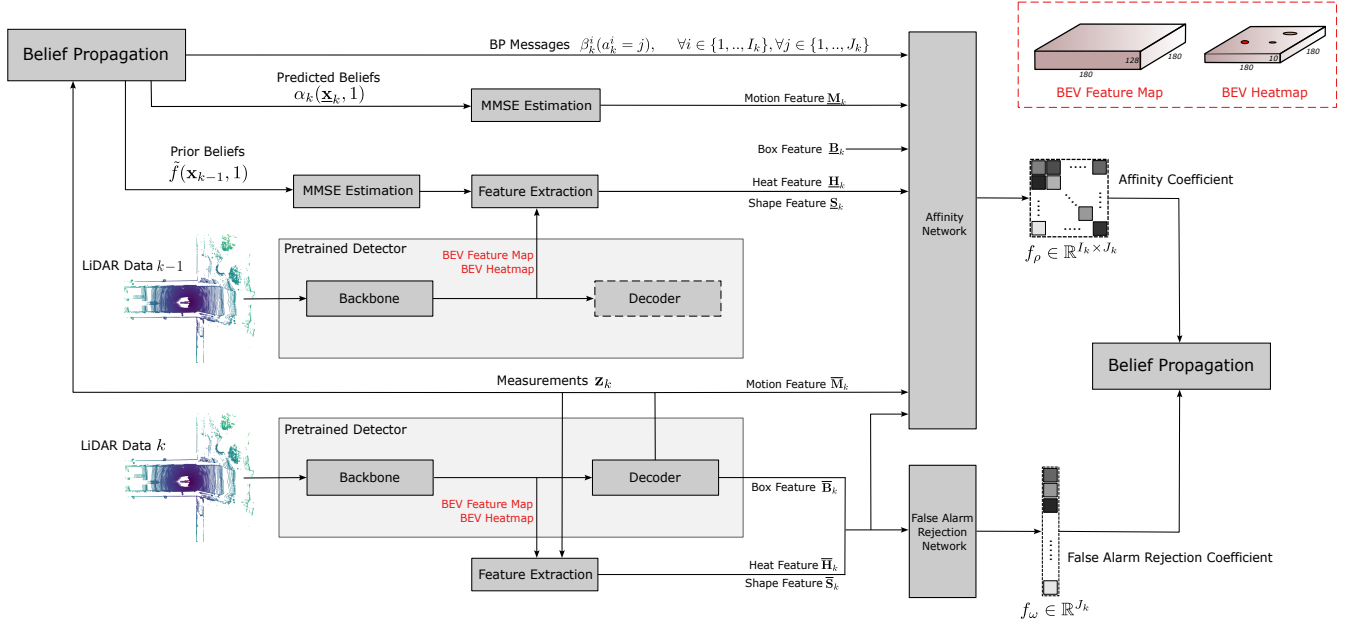 Belief Propagation
BP Messages $\beta_k^i(a_k^i = j), \quad \forall i \in \{1, .., I_k\}, \forall j \in \{1, .., J_k\}$
Predicted Beliefs
$\alpha_k(\underline{\mathbf{x}}_k, 1)$
MMSE Estimation
Motion Feature $\underline{\mathbf{M}}_k$
Box Feature $\underline{\mathbf{B}}_k$
Prior Beliefs
$\tilde{f}(\mathbf{x}_{k-1}, 1)$
MMSE Estimation
Feature Extraction
Heat Feature $\underline{\mathbf{H}}_k$
Shape Feature $\underline{\mathbf{S}}_k$
Affinity
Network
180
128
180
BEV Feature Map
180
10
180
BEV Heatmap
Affinity Coefficient
$f_\rho \in \mathbb{R}^{I_k \times J_k}$
LiDAR Data $k-1$
Pretrained Detector
BEV Feature Map
BEV Heatmap
Backbone
Decoder
Belief Propagation
Measurements $\mathbf{z}_k$
Motion Feature $\overline{\mathrm{M}}_k$
LiDAR Data $k$
Pretrained Detector
Backbone
Decoder
BEV Feature Map
BEV Heatmap
Box Feature $\overline{\mathbf{B}}_k$
Feature Extraction
Heat Feature $\overline{\mathbf{H}}_k$
Shape Feature $\overline{\mathbf{S}}_k$
False Alarm
Rejection
Network
False Alarm Rejection Coefficient
$f_\omega \in \mathbb{R}^{J_k}$